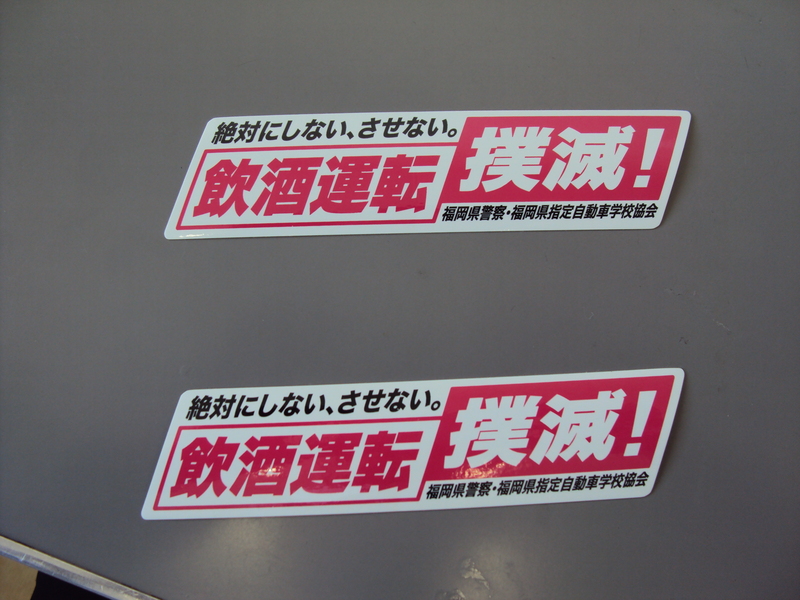 絶対にしない、させない。
飲酒運転 撲滅!
福岡県警察・福岡県指定自動車学校協会
絶対にしない、させない。
飲酒運転 撲滅!
福岡県警察・福岡県指定自動車学校協会